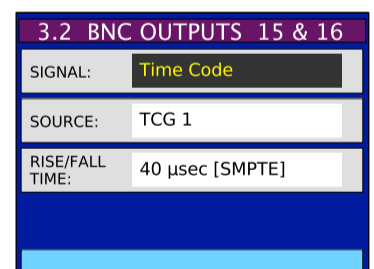 3.2 BNC OUTPUTS 15 & 16
SIGNAL: Time Code
SOURCE: TCG 1
RISE/FALL
TIME: 40 µsec [SMPTE]